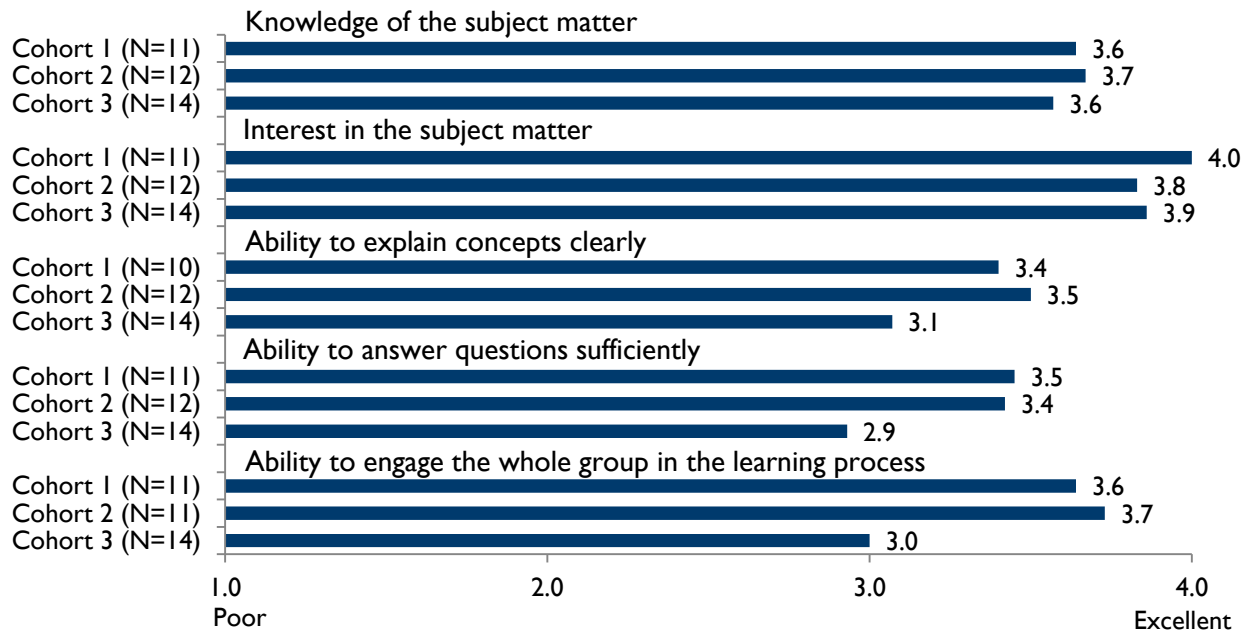 Knowledge of the subject matter
Cohort 1 (N=11) 3.6
Cohort 2 (N=12) 3.7
Cohort 3 (N=14) 3.6
Interest in the subject matter
Cohort 1 (N=11) 4.0
Cohort 2 (N=12) 3.8
Cohort 3 (N=14) 3.9
Ability to explain concepts clearly
Cohort 1 (N=10) 3.4
Cohort 2 (N=12) 3.5
Cohort 3 (N=14) 3.1
Ability to answer questions sufficiently
Cohort 1 (N=11) 3.5
Cohort 2 (N=12) 3.4
Cohort 3 (N=14) 2.9
Ability to engage the whole group in the learning process
Cohort 1 (N=11) 3.6
Cohort 2 (N=11) 3.7
Cohort 3 (N=14) 3.0
1.0 2.0 3.0 4.0
Poor Excellent